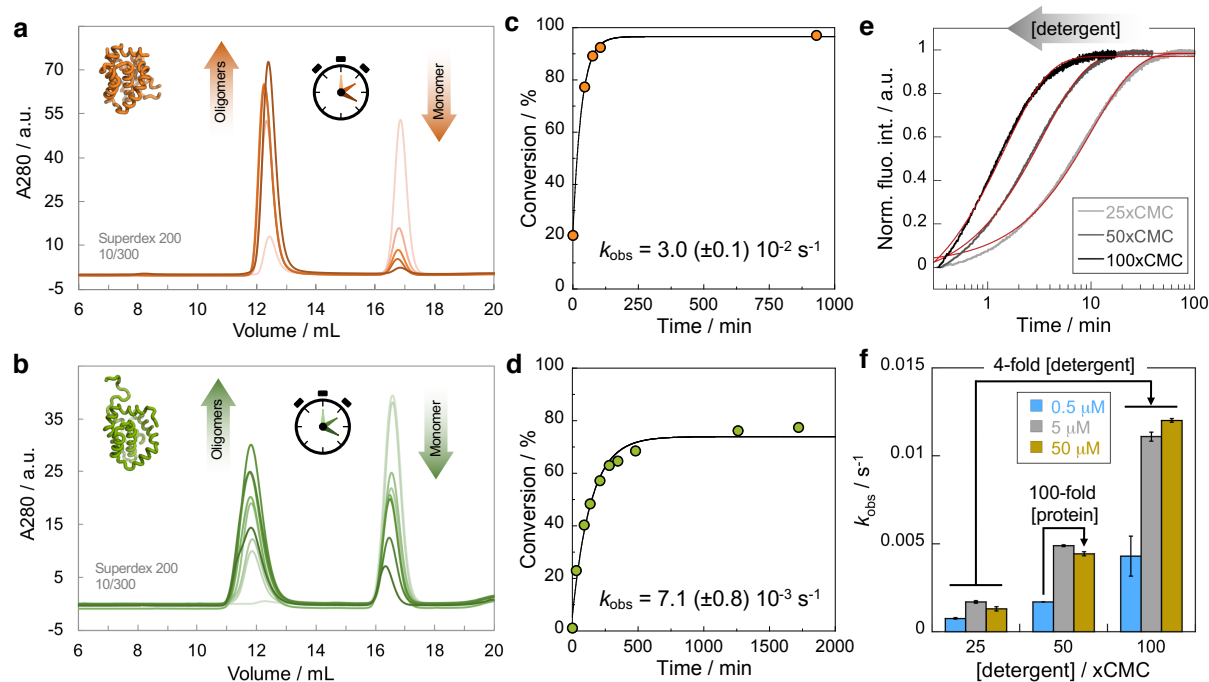 a
A280 / a.u.
70
55
40
25
10
-5
Oligomers
Monomer
Superdex 200
10/300
6 8 10 12 14 16 18 20
Volume / mL
b
A280 / a.u.
35
25
15
5
-5
Oligomers
Monomer
Superdex 200
10/300
6 8 10 12 14 16 18 20
Volume / mL
c
Conversion / %
100
80
60
40
20
0
kobs = 3.0 (±0.1) 10-2 s-1
0 250 500 750 1000
Time / min
d
Conversion / %
100
80
60
40
20
0
kobs = 7.1 (±0.8) 10-3 s-1
0 500 1000 1500 2000
Time / min
e
[detergent]
Norm. fluo. int. / a.u.
1
0.8
0.6
0.4
0.2
0
25xCMC
50xCMC
100xCMC
1 10 100
Time / min
f
kobs / s-1
0.015
0.01
0.005
0
4-fold [detergent]
0.5 μM
5 μM
50 μM
100-fold
[protein]
25 50 100
[detergent] / xCMC